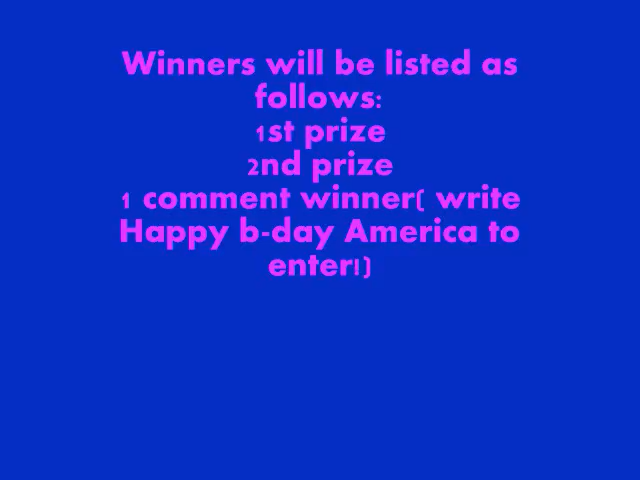 Winners will be listed as
follows:
1st prize
2nd prize
1 comment winner( write
Happy b-day America to
enter!)